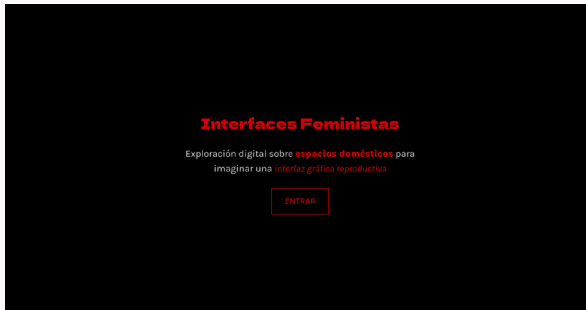 Interfaces Feministas
Exploración digital sobre espacios domésticos para
imaginar una interfaz gráfica reproductiva
ENTRAR